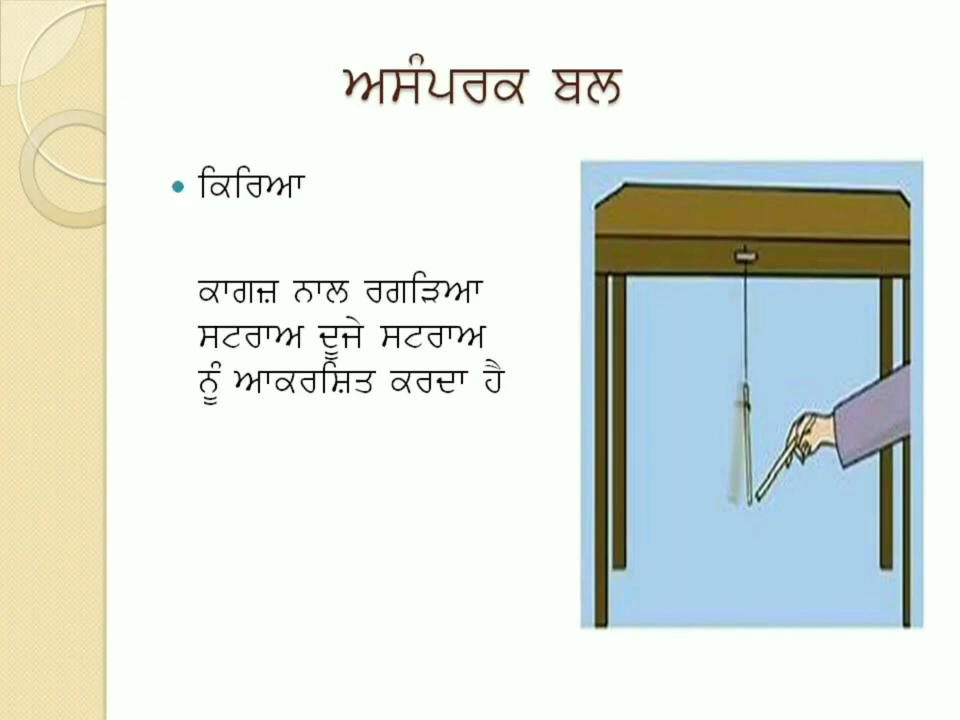 ਅਸੰਪਰਕ ਬਲ
ਕਿਰਿਆ
ਕਾਗਜ਼ ਨਾਲ ਰਗੜਿਆ
ਸਟਰਾਅ ਦੂਜੇ ਸਟਰਾਅ
ਨੂੰ ਆਕਰਸ਼ਿਤ ਕਰਦਾ ਹੈ